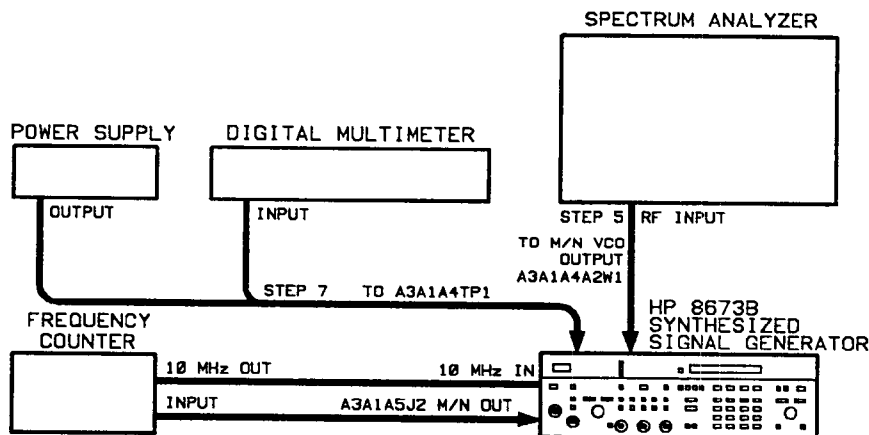 SPECTRUM ANALYZER
POWER SUPPLY
DIGITAL MULTIMETER
OUTPUT
INPUT
STEP 5
RF INPUT
TO M/N VCO
OUTPUT
A3A1A4A2W1
STEP 7
TO A3A1A4TP1
HP 8673B
SYNTHESIZED
SIGNAL GENERATOR
FREQUENCY
COUNTER
10 MHz OUT
10 MHz IN
INPUT
A3A1A5J2 M/N OUT